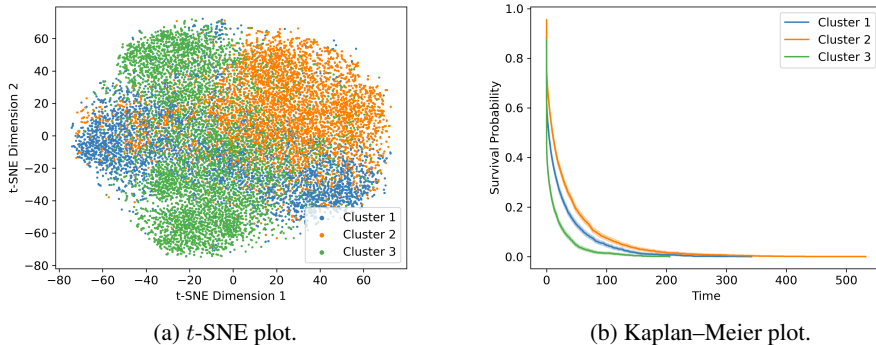 60
40
20
0
−20
−40
−60
−80
t-SNE Dimension 2
−80 −60 −40 −20 0 20 40 60
t-SNE Dimension 1
Cluster 1
Cluster 2
Cluster 3
(a) t-SNE plot.
1.0
0.8
0.6
0.4
0.2
0.0
Survival Probability
0 100 200 300 400 500
Time
Cluster 1
Cluster 2
Cluster 3
(b) Kaplan–Meier plot.